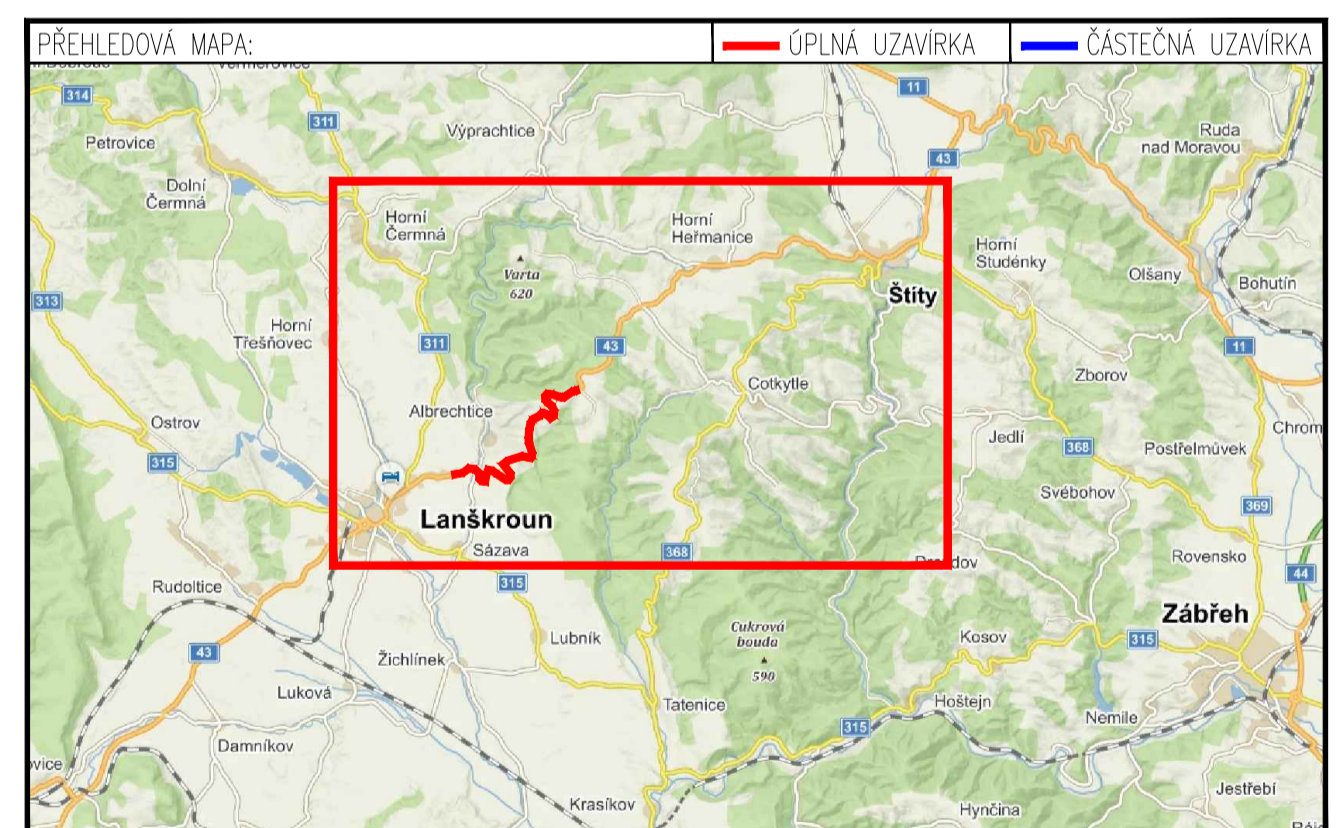 PŘEHLEDOVÁ MAPA:
ÚPLNÁ UZAVÍRKA
ČÁSTEČNÁ UZAVÍRKA
314
311
11
Petrovice
Výprachtice
Ruda
nad Moravou
43
Dolní
Čermná
Horní
Čermná
Horní
Heřmanice
Horní
Studénky
Olšany
Bohutín
Varta
620
Štíty
313
Horní
Třešňovec
311
43
11
Zborov
Cotkytle
Albrechtice
Ostrov
Jedlí
368
Postřelmůvek
Chrom
315
Svébohov
369
Lanškroun
Sázava
368
Rovensko
44
Rudoltice
315
Zábřeh
Cukrová
bouda
590
Lubník
Kosov
315
43
Žichlínek
Luková
Tatenice
Hoštejn
Nemile
315
Damníkov
vice
Jestřebí
Krasíkov
Hynčina